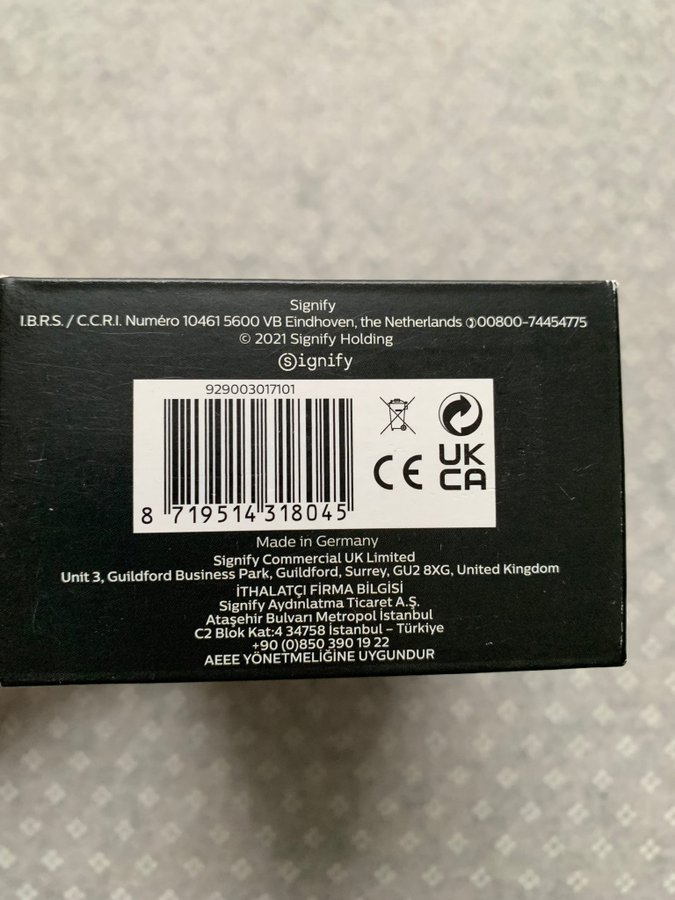 Signify
I.B.R.S. / C.C.R.I. Numéro 10461 5600 VB Eindhoven, the Netherlands 00800-74454775
© 2021 Signify Holding
Signify
929003017101
8 719514 318045
CE
UK
CA
Made in Germany
Signify Commercial UK Limited
Unit 3, Guildford Business Park, Guildford, Surrey, GU2 8XG, United Kingdom
İTHALATÇI FİRMA BİLGİSİ
Signify Aydınlatma Ticaret A.Ş.
Ataşehir Bulvarı Metropol İstanbul
C2 Blok Kat:4 34758 İstanbul – Türkiye
+90 (0)850 390 19 22
AEEE YÖNETMELİĞİNE UYGUNDUR